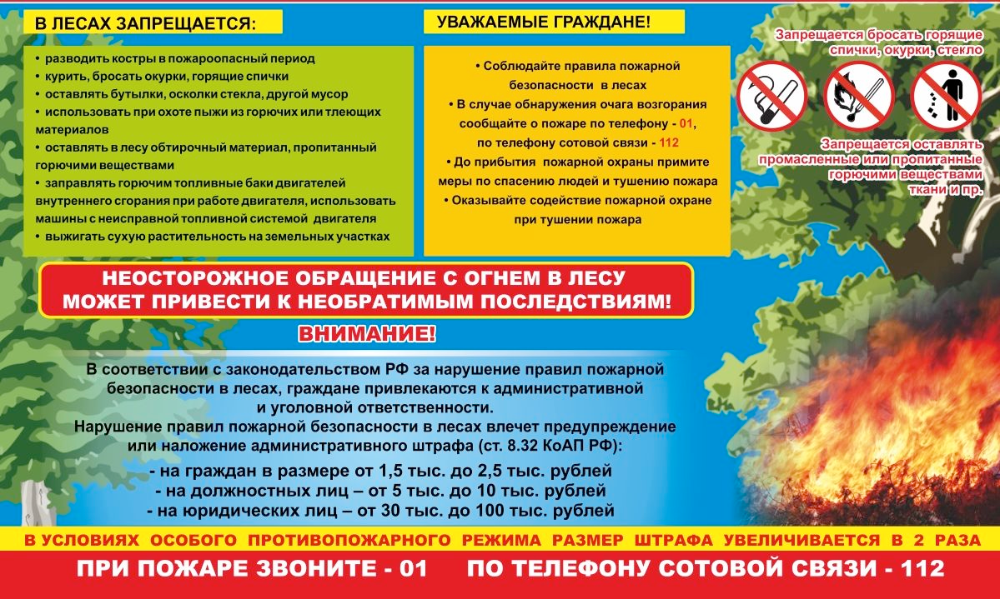 В ЛЕСАХ ЗАПРЕЩАЕТСЯ:
• разводить костры в пожароопасный период
• курить, бросать окурки, горящие спички
• оставлять бутылки, осколки стекла, другой мусор
• использовать при охоте пыжи из горючих или тлеющих
материалов
• оставлять в лесу обтирочный материал, пропитанный
горючими веществами
• заправлять горючим топливные баки двигателей
внутреннего сгорания при работе двигателя, использовать
машины с неисправной топливной системой двигателя
• выжигать сухую растительность на земельных участках
УВАЖАЕМЫЕ ГРАЖДАНЕ!
• Соблюдайте правила пожарной
безопасности в лесах
• В случае обнаружения очага возгорания
сообщайте о пожаре по телефону - 01,
по телефону сотовой связи - 112
• До прибытия пожарной охраны примите
меры по спасению людей и тушению пожара
• Оказывайте содействие пожарной охране
при тушении пожара
Запрещается бросать горящие
спички, окурки, стекло
Запрещается оставлять
промасленные или пропитанные
горючими веществами
ткани и пр.
НЕОСТОРОЖНОЕ ОБРАЩЕНИЕ С ОГНЕМ В ЛЕСУ
МОЖЕТ ПРИВЕСТИ К НЕОБРАТИМЫМ ПОСЛЕДСТВИЯМ!
ВНИМАНИЕ!
В соответствии с законодательством РФ за нарушение правил пожарной
безопасности в лесах, граждане привлекаются к административной
и уголовной ответственности.
Нарушение правил пожарной безопасности в лесах влечет предупреждение
или наложение административного штрафа (ст. 8.32 КоАП РФ):
- на граждан в размере от 1,5 тыс. до 2,5 тыс. рублей
- на должностных лиц – от 5 тыс. до 10 тыс. рублей
- на юридических лиц – от 30 тыс. до 100 тыс. рублей
В УСЛОВИЯХ ОСОБОГО ПРОТИВОПОЖАРНОГО РЕЖИМА РАЗМЕР ШТРАФА УВЕЛИЧИВАЕТСЯ В 2 РАЗА
ПРИ ПОЖАРЕ ЗВОНИТЕ - 01 ПО ТЕЛЕФОНУ СОТОВОЙ СВЯЗИ - 112